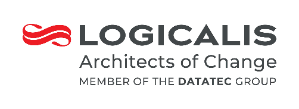 LOGICALIS
Architects of Change
MEMBER OF THE DATATEC GROUP